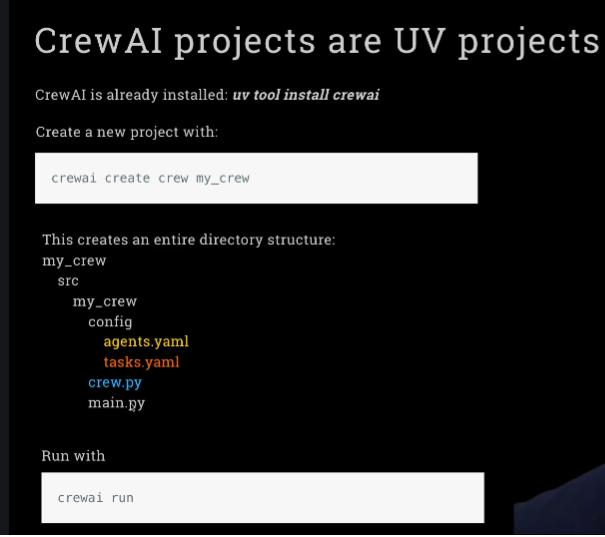 CrewAI projects are UV projects
CrewAI is already installed: uv tool install crewai
Create a new project with:
crewai create crew my_crew
This creates an entire directory structure:
my_crew
src
my_crew
config
agents.yaml
tasks.yaml
crew.py
main.py
Run with
crewai run